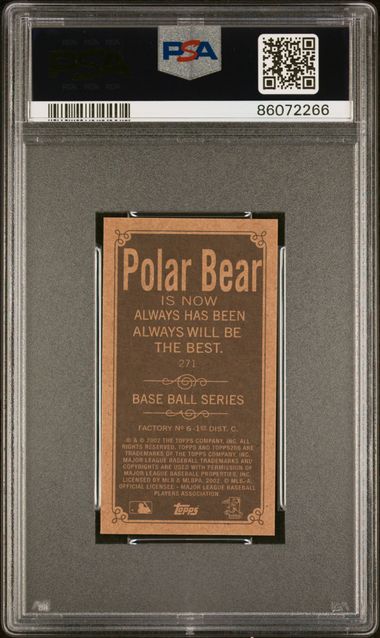 PSA
PSA
86072266
Polar Bear
IS NOW
ALWAYS HAS BEEN
ALWAYS WILL BE
THE BEST.
271
BASE BALL SERIES
FACTORY Nº 6-1ST DIST. C.
® & © 2002 THE TOPPS COMPANY, INC. ALL
RIGHTS RESERVED. TOPPS206 ARE
TRADEMARKS OF THE TOPPS COMPANY, INC.
MAJOR LEAGUE BASEBALL TRADEMARKS AND
COPYRIGHTS ARE USED WITH PERMISSION OF
MAJOR LEAGUE BASEBALL PROPERTIES, INC.
LICENSED BY MLB & MLBPA, 2002. © MLB-A,
OFFICIAL LICENSEE - MAJOR LEAGUE BASEBALL
PLAYERS ASSOCIATION.
Topps